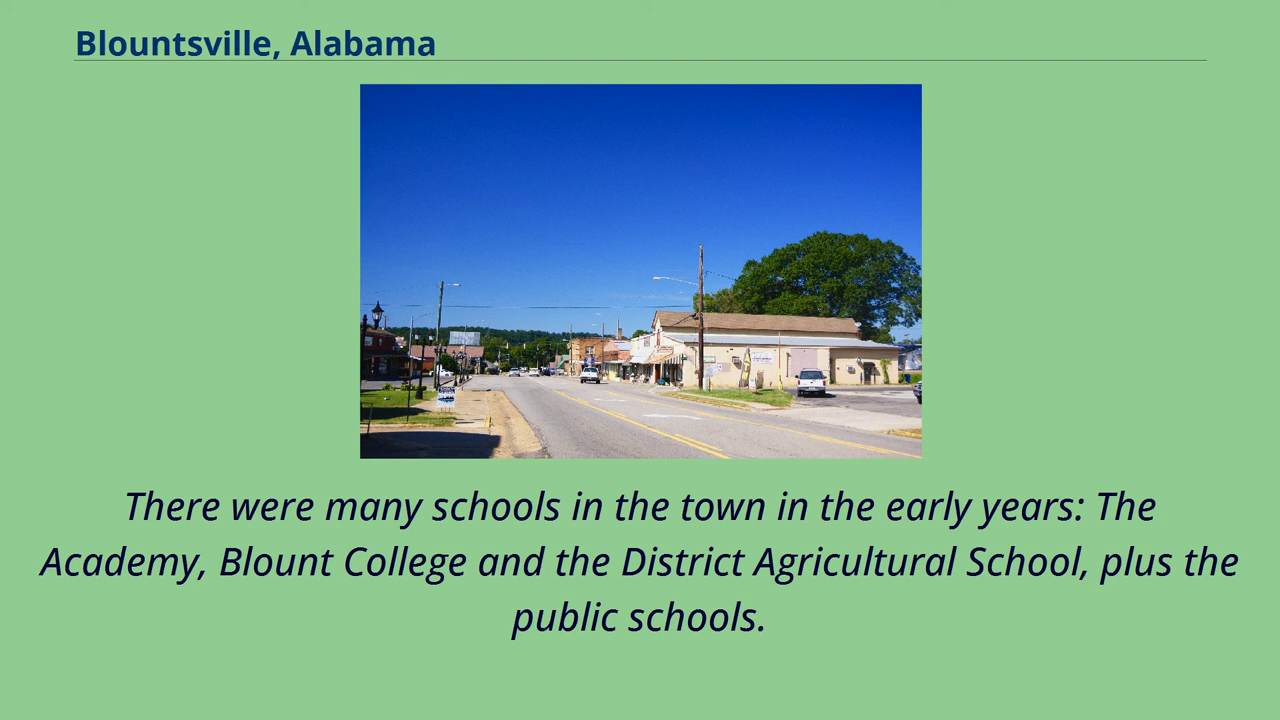 Blountsville, Alabama
There were many schools in the town in the early years: The
Academy, Blount College and the District Agricultural School, plus the
public schools.